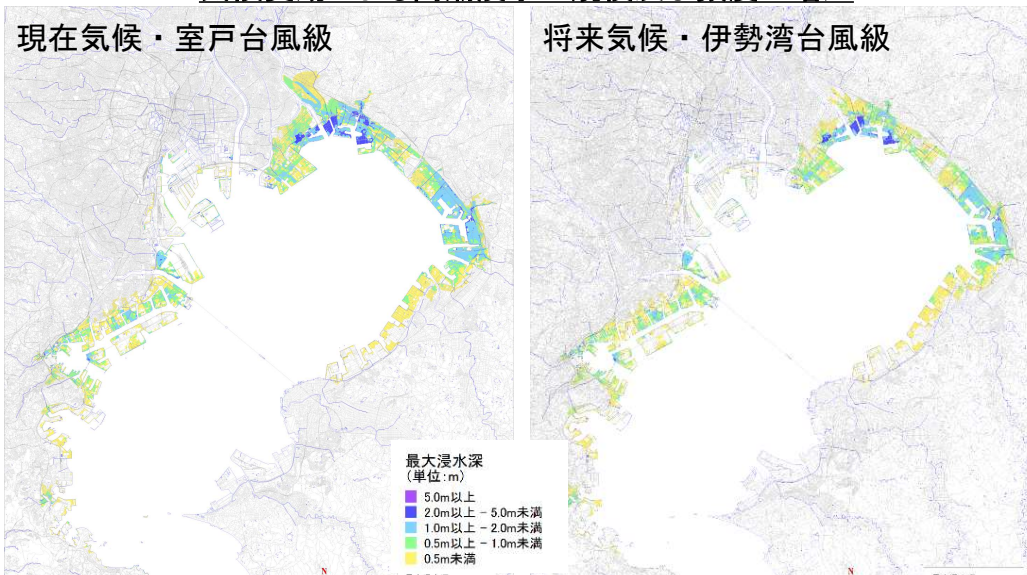 現在気候・室戸台風級
将来気候・伊勢湾台風級
最大浸水深
(単位:m)
5.0m以上
2.0m以上 - 5.0m未満
1.0m以上 - 2.0m未満
0.5m以上 - 1.0m未満
0.5m未満
N
N